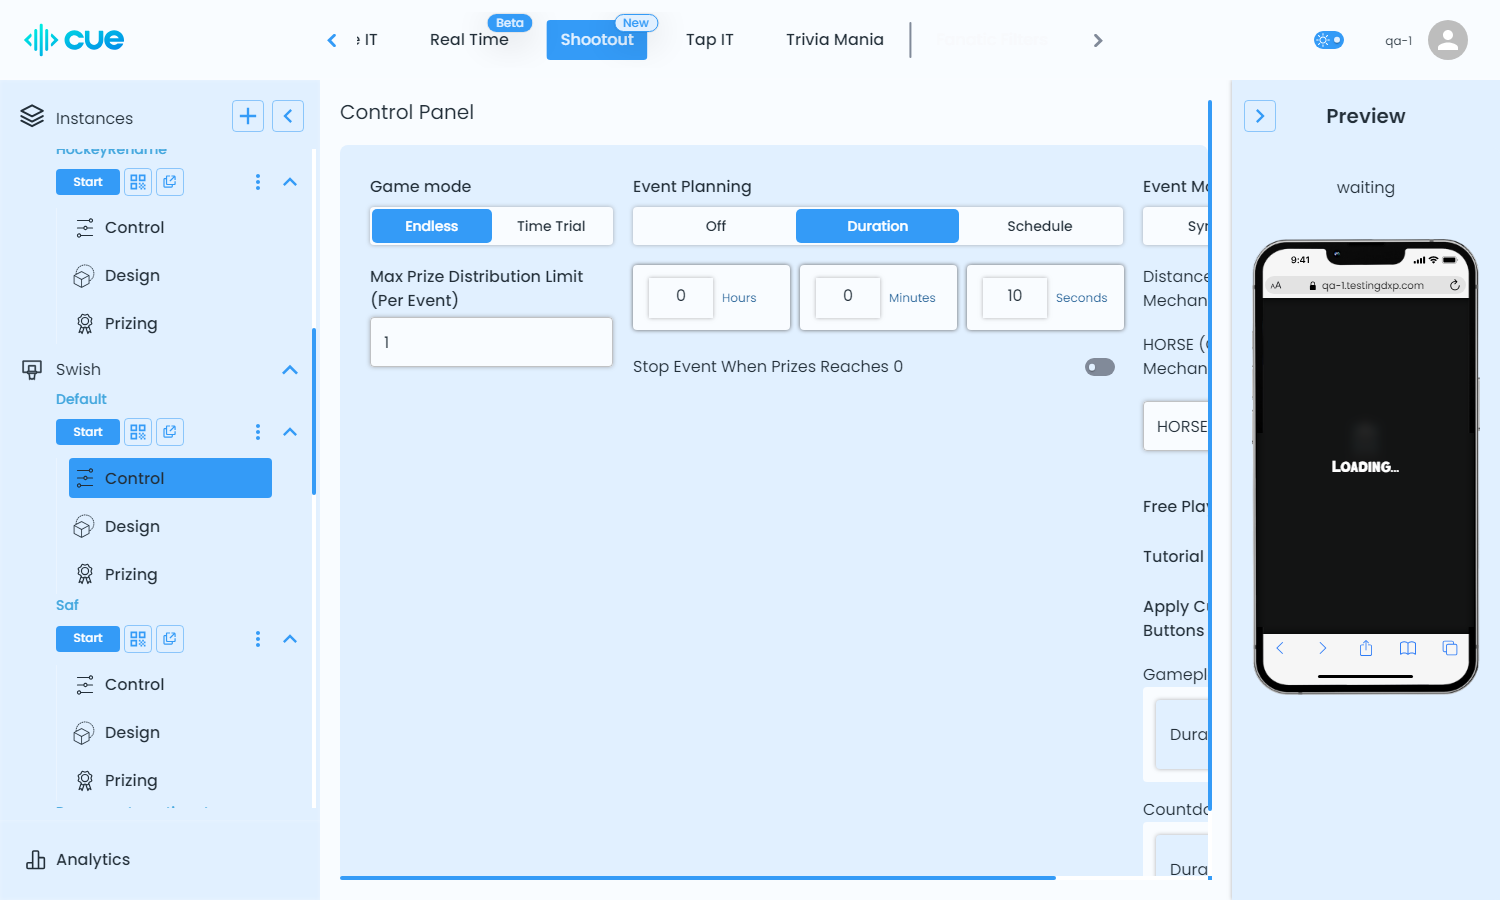 cue
e IT
Real Time
Beta
Shootout
New
Tap IT
Trivia Mania
qa-1
Instances
HockeyRename
Start
Control
Design
Prizing
Swish
Default
Start
Control
Design
Prizing
Saf
Start
Control
Design
Prizing
Analytics
Control Panel
Game mode
Endless
Time Trial
Max Prize Distribution Limit
(Per Event)
1
Event Planning
Off
Duration
Schedule
0
Hours
0
Minutes
10
Seconds
Stop Event When Prizes Reaches 0
Event Mo
Syn
Distance
Mechan
HORSE (
Mechan
HORSE
Free Play
Tutorial
Apply Cu
Buttons
Gamepl
Dura
Countdo
Dura
Preview
waiting
9:41
AA
qa-1.testingdxp.com
LOADING...